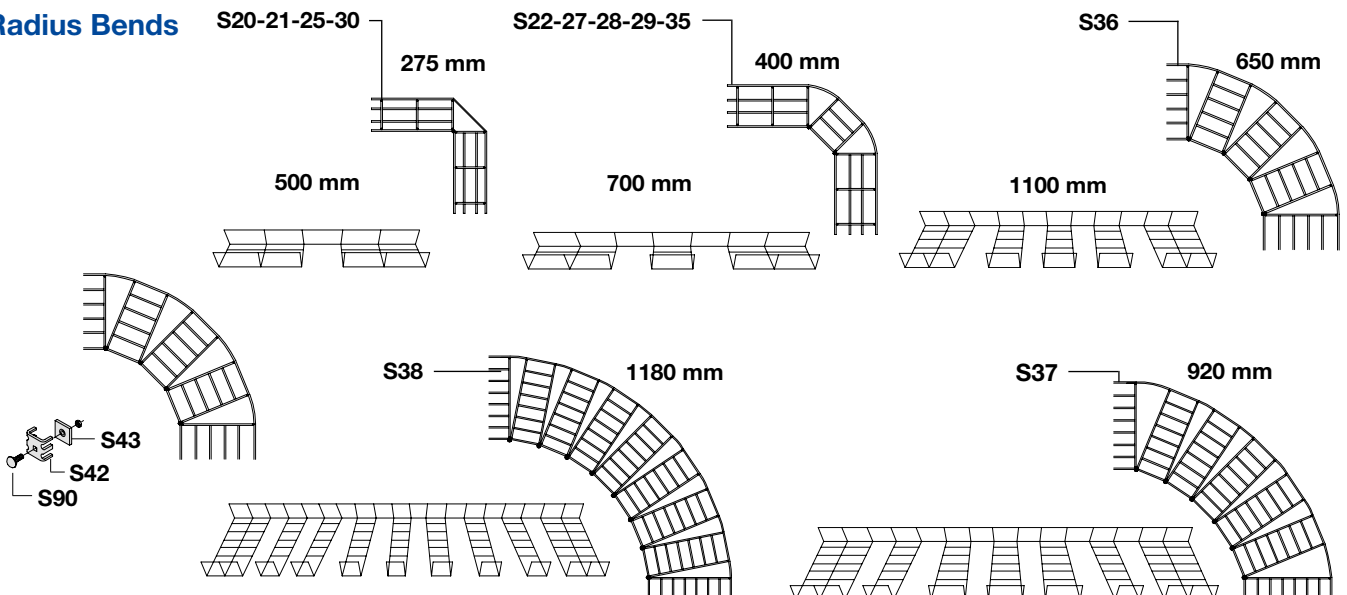 Radius Bends
S20-21-25-30
275 mm
500 mm
S22-27-28-29-35
400 mm
700 mm
S36
650 mm
1100 mm
S43
S42
S90
S38
1180 mm
S37
920 mm